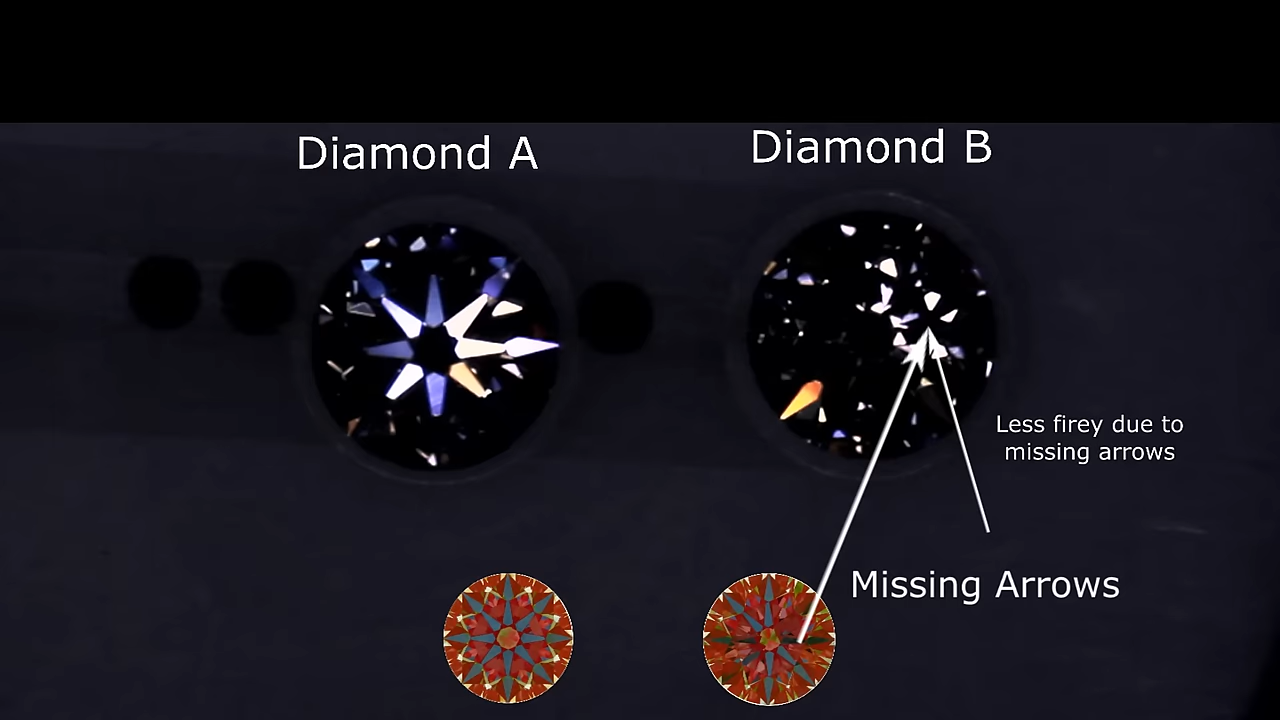 Diamond A
Diamond B
Less firey due to
missing arrows
Missing Arrows